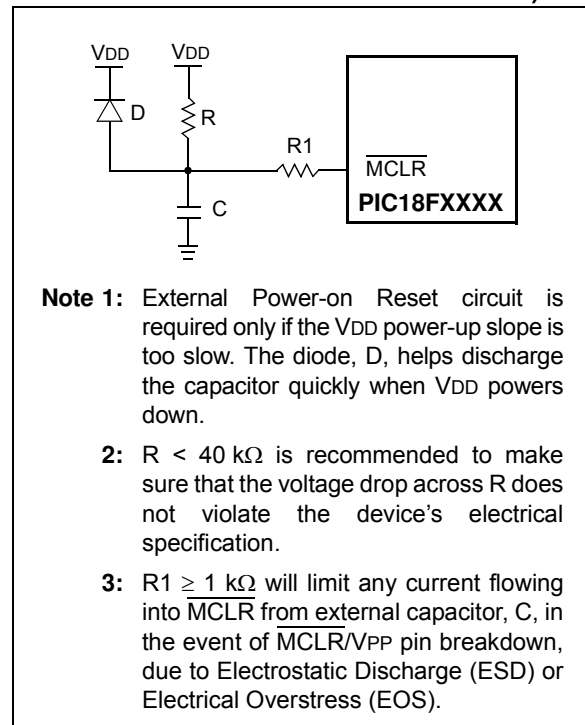 VDD VDD
D
R
R1
MCLR
PIC18FXXXX
C
Note 1: External Power-on Reset circuit is
required only if the VDD power-up slope is
too slow. The diode, D, helps discharge
the capacitor quickly when VDD powers
down.
2: R < 40 kΩ is recommended to make
sure that the voltage drop across R does
not violate the device's electrical
specification.
3: R1 ≥ 1 kΩ will limit any current flowing
into MCLR from external capacitor, C, in
the event of MCLR/VPP pin breakdown,
due to Electrostatic Discharge (ESD) or
Electrical Overstress (EOS).